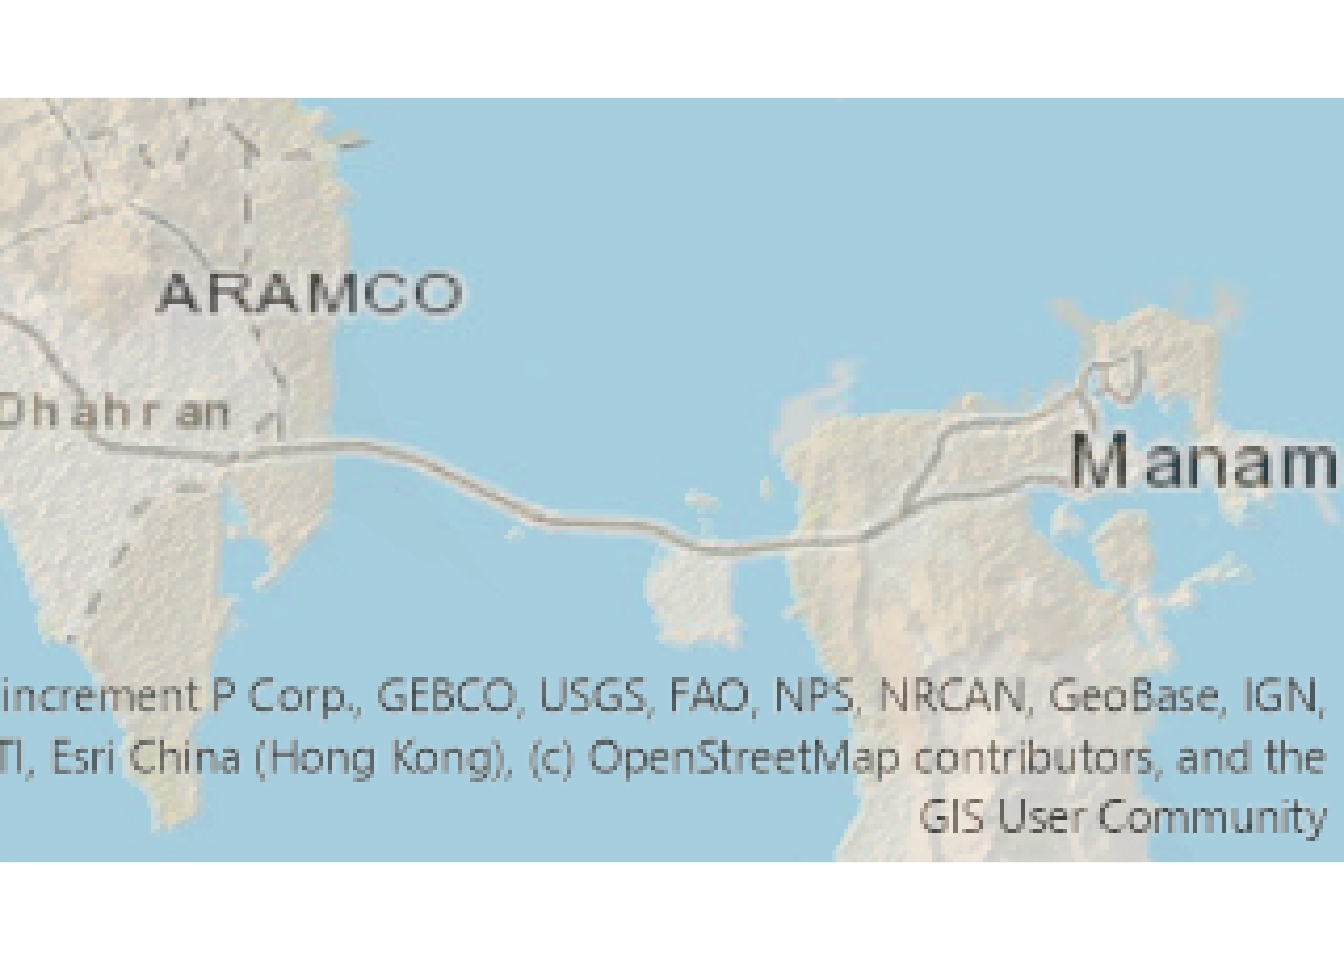 ARAMCO
Dhahran
Manam
increment P Corp., GEBCO, USGS, FAO, NPS, NRCAN, GeoBase, IGN,
TI, Esri China (Hong Kong), (c) OpenStreetMap contributors, and the
GIS User Community